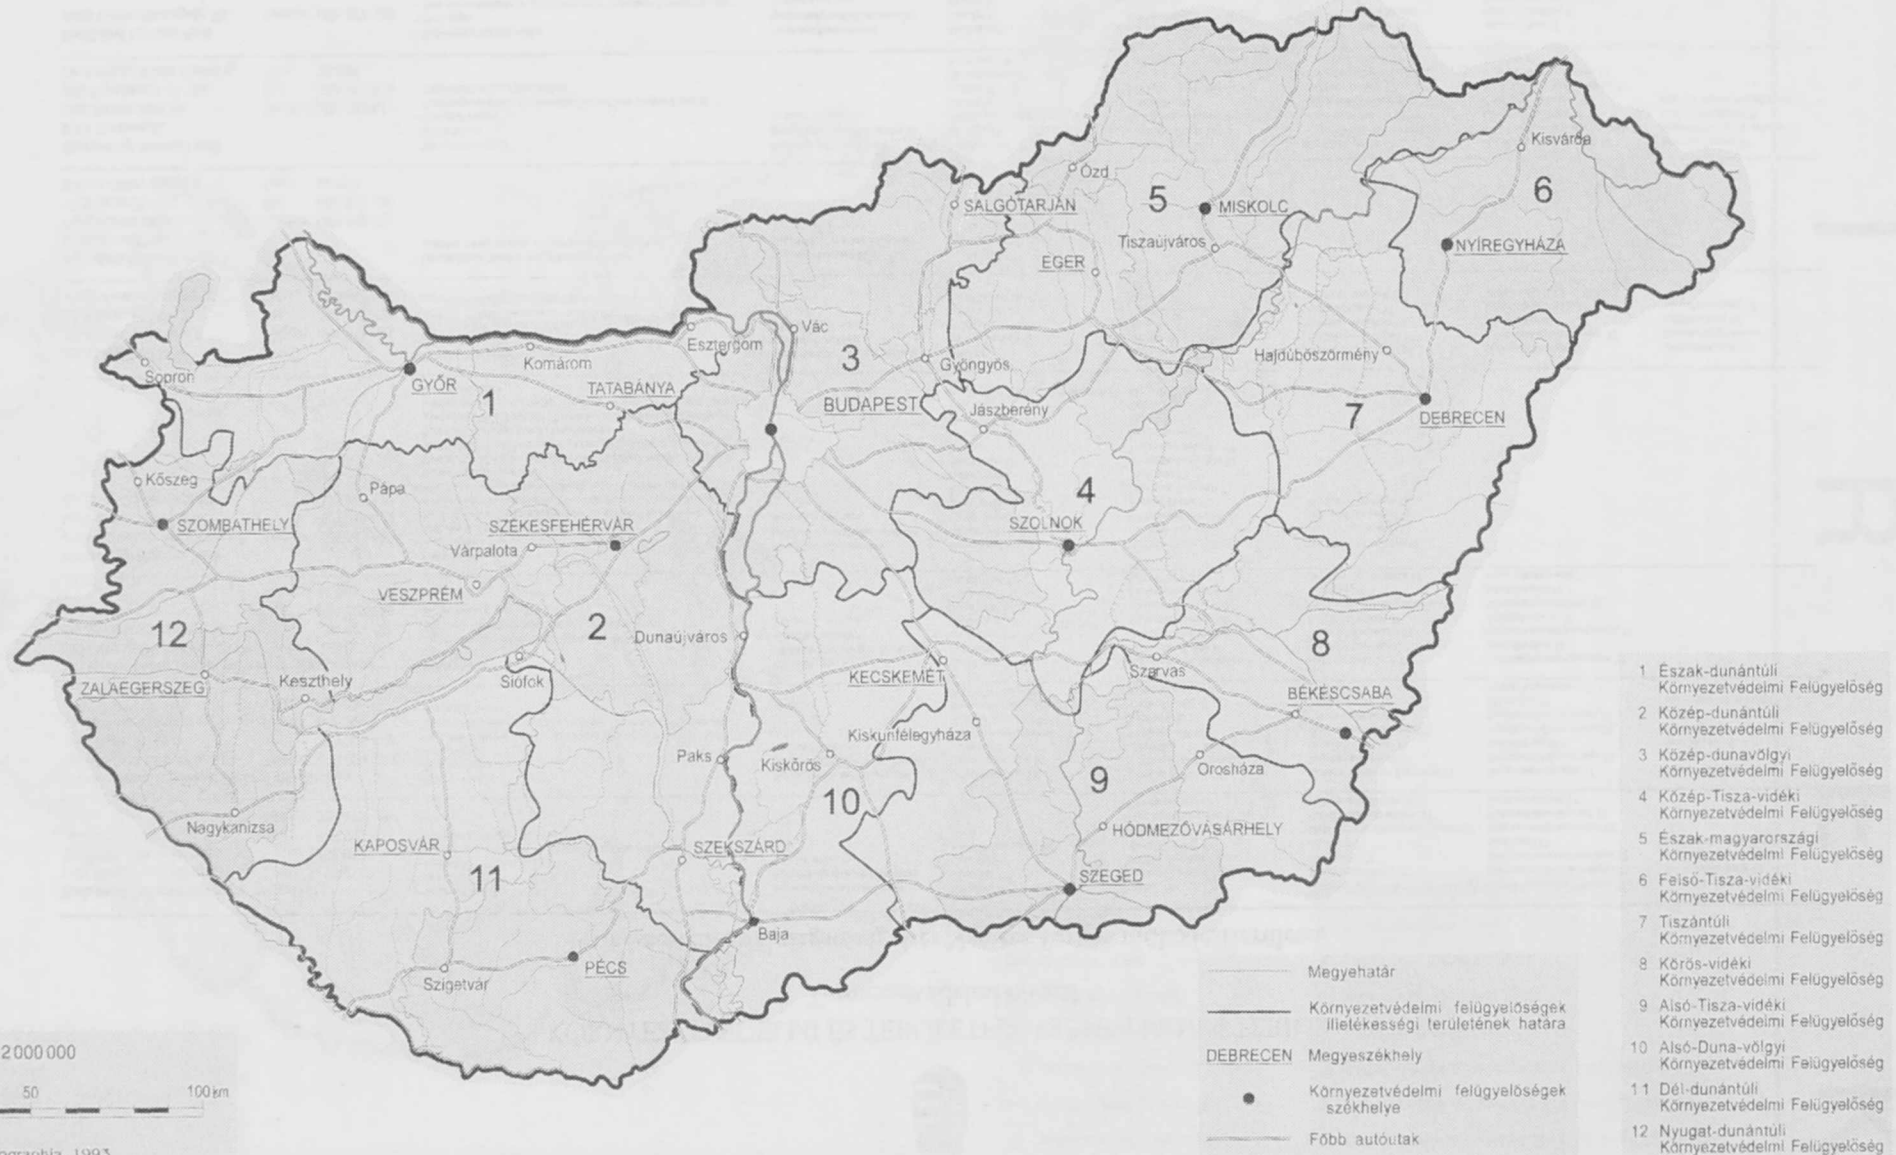 Kisvárda
Ózd
5
6
SALGÓTARJÁN
MISKOLC
Tiszaújváros
NYÍREGYHÁZA
EGER
Vác
Esztergom
3
Komárom
Gyöngyös
Hajdúböszörmény
Sopron
GYŐR
TATABÁNYA
1
BUDAPEST
Jászberény
7
DEBRECEN
Kőszeg
Pápa
4
SZOMBATHELY
SZÉKESFEHÉRVÁR
SZOLNOK
Várpalota
VESZPRÉM
12
2
Dunaújváros
8
ZALAEGERSZEG
Keszthely
Siófok
KECSKEMÉT
Szarvas
BÉKÉSCSABA
Kiskunfélegyháza
Paks
Kiskőrös
Orosháza
9
10
Nagykanizsa
HÓDMEZŐVÁSÁRHELY
KAPOSVÁR
SZEKSZÁRD
11
SZEGED
Baja
PÉCS
Szigetvár
2000000
50 100 km
1993
Megyehatár
Környezetvédelmi felügyelőségek
illetékességi területének határa
DEBRECEN Megyeszékhely
Környezetvédelmi felügyelőségek
székhelye
Főbb autóutak
1 Észak-dunántúli
Környezetvédelmi Felügyelőség
2 Közép-dunántúli
Környezetvédelmi Felügyelőség
3 Közép-dunavölgyi
Környezetvédelmi Felügyelőség
4 Közép-Tisza-vidéki
Környezetvédelmi Felügyelőség
5 Észak-magyarországi
Környezetvédelmi Felügyelőség
6 Felső-Tisza-vidéki
Környezetvédelmi Felügyelőség
7 Tiszántúli
Környezetvédelmi Felügyelőség
8 Körös-vidéki
Környezetvédelmi Felügyelőség
9 Alsó-Tisza-vidéki
Környezetvédelmi Felügyelőség
10 Alsó-Duna-völgyi
Környezetvédelmi Felügyelőség
11 Dél-dunántúli
Környezetvédelmi Felügyelőség
12 Nyugat-dunántúli
Környezetvédelmi Felügyelőség